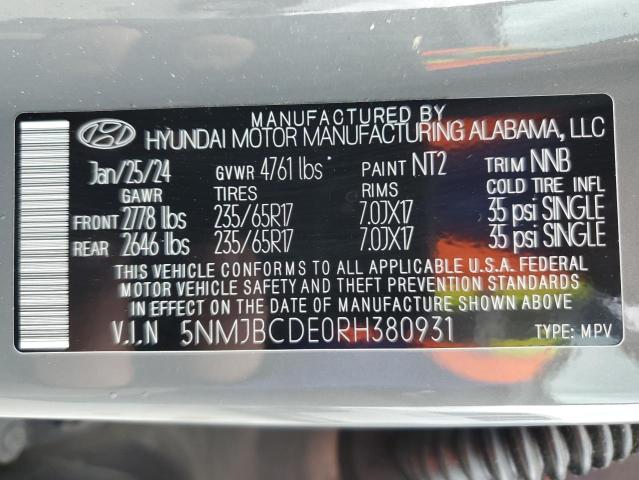 MANUFACTURED BY
HYUNDAI MOTOR MANUFACTURING ALABAMA, LLC
Jan/25/24 GVWR 4761 lbs* PAINT NT2 TRIM NNB
GAWR TIRES RIMS COLD TIRE INFL
FRONT 2778 lbs 235/65R17 7.0JX17 35 psi SINGLE
REAR 2646 lbs 235/65R17 7.0JX17 35 psi SINGLE
THIS VEHICLE CONFORMS TO ALL APPLICABLE U.S.A. FEDERAL
MOTOR VEHICLE SAFETY AND THEFT PREVENTION STANDARDS
IN EFFECT ON THE DATE OF MANUFACTURE SHOWN ABOVE.
V.I.N 5NMJBCDE0RH380931 TYPE: MPV